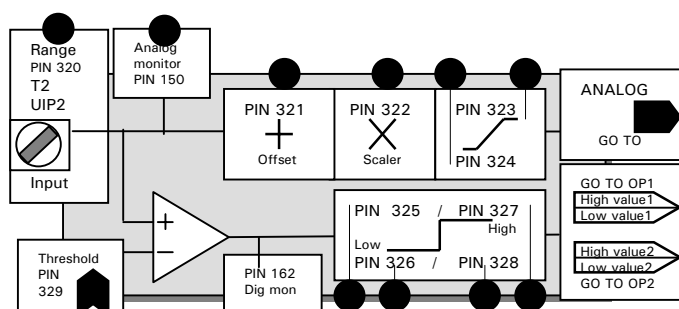 Range
PIN 320
T2
UIP2
Input
Analog
monitor
PIN 150
PIN 321
Offset
PIN 322
Scaler
PIN 323
PIN 324
ANALOG
GO TO
GO TO OP1
High value1
Low value1
High value2
Low value2
GO TO OP2
PIN 325 / PIN 327
Low
High
PIN 326 / PIN 328
Threshold
PIN
329
PIN 162
Dig mon